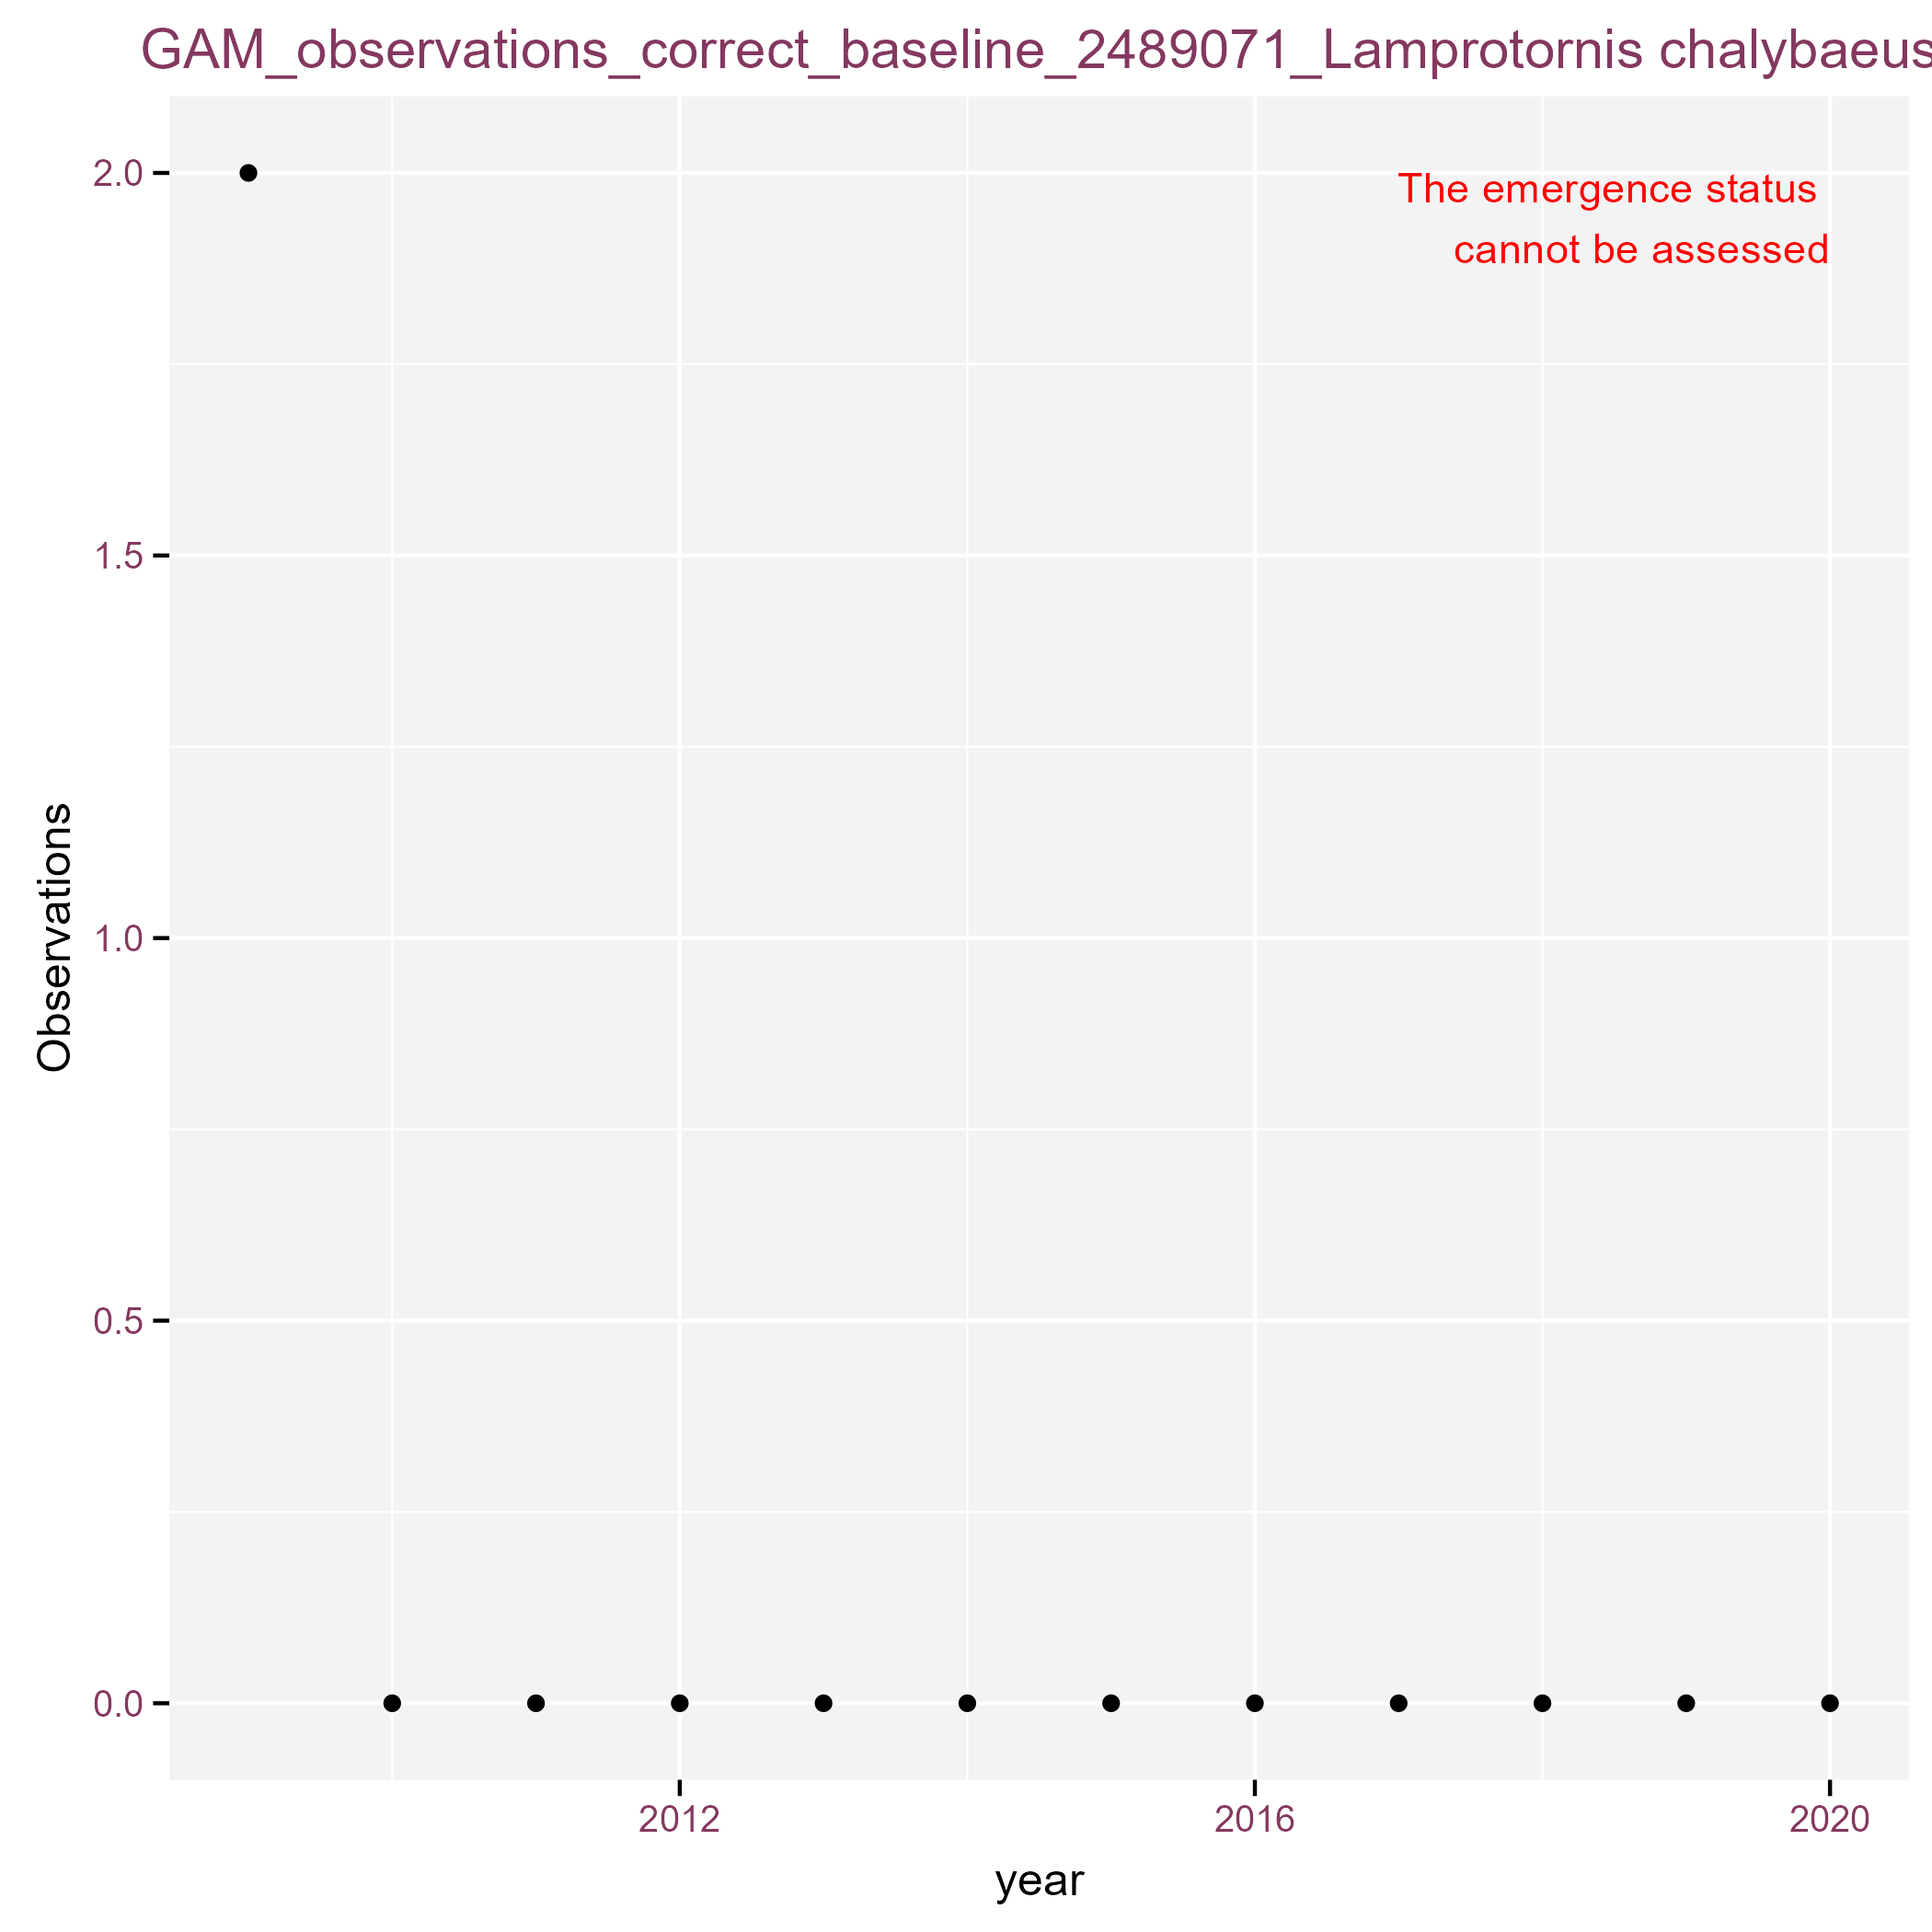 GAM_observations_correct_baseline_2489071_Lamprotornis chalybaeus
The emergence status
cannot be assessed
Observations
2.0
1.5
1.0
0.5
0.0
2012
2016
2020
year